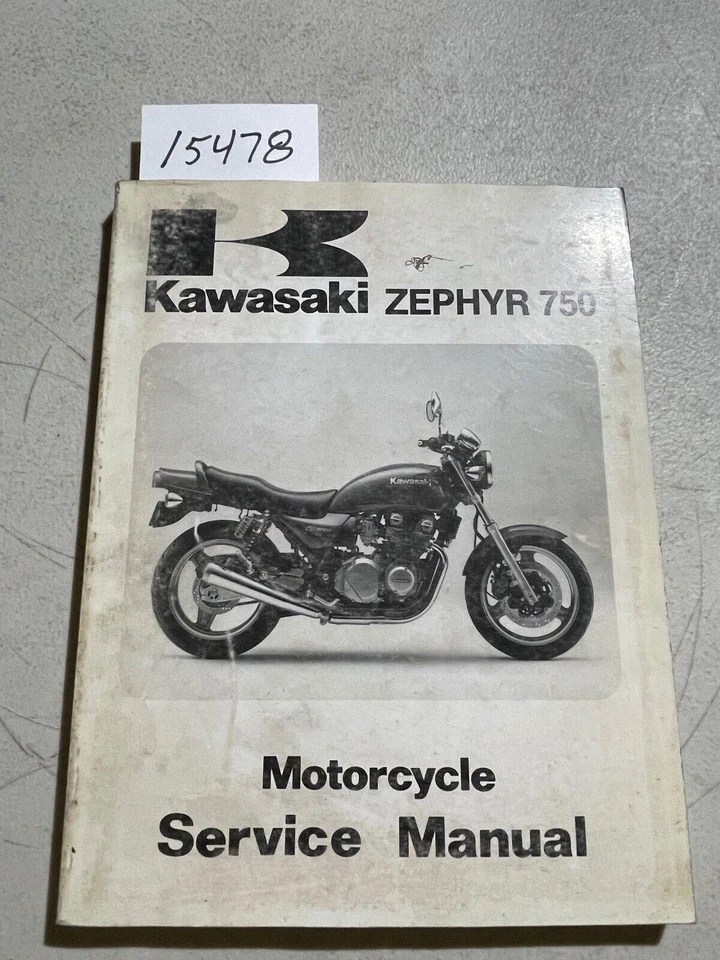 15478
Kawasaki ZEPHYR 750
Kawasaki
Motorcycle
Service Manual